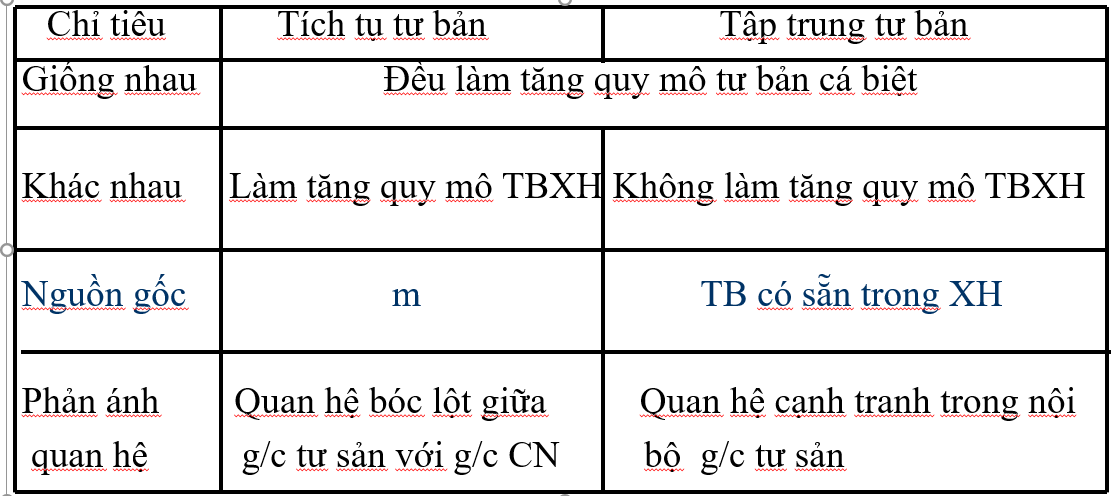 Chỉ tiêu Tích tụ tư bản Tập trung tư bản
Giống nhau Đều làm tăng quy mô tư bản cá biệt
Khác nhau Làm tăng quy mô TBXH Không làm tăng quy mô TBXH
Nguồn gốc m TB có sẵn trong XH
Phản ánh Quan hệ bóc lột giữa Quan hệ cạnh tranh trong nội
quan hệ g/c tư sản với g/c CN bộ g/c tư sản